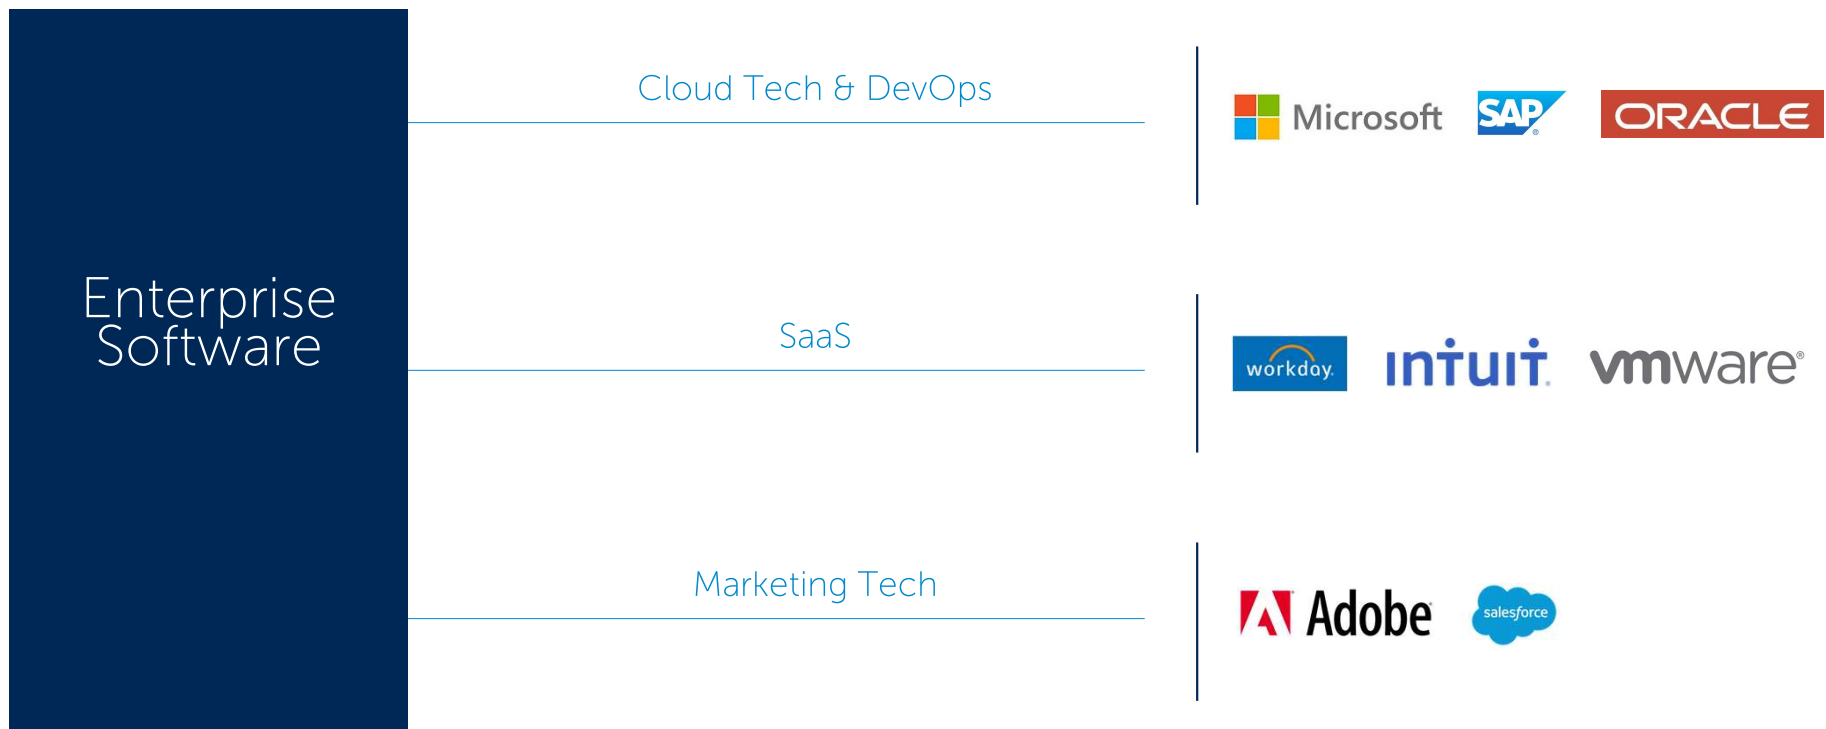 Enterprise
Software
Cloud Tech & DevOps
Microsoft SAP® ORACLE
SaaS
workday. intuit. vmware®
Marketing Tech
Adobe salesforce